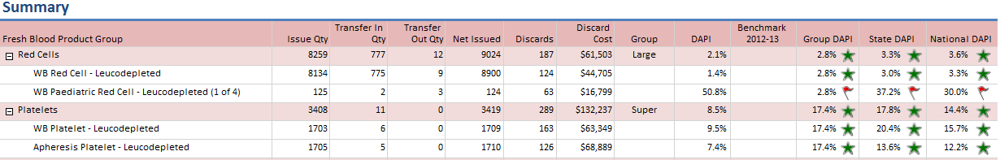 Summary
Fresh Blood Product Group Issue Qty Transfer In Qty Transfer Out Qty Net Issued Discards Discard Cost Group DAPI Benchmark 2012-13 Group DAPI State DAPI National DAPI
Red Cells 8259 777 12 9024 187 $61,503 Large 2.1% 2.8% 3.3% 3.6%
WB Red Cell - Leucodepleted 8134 775 9 8900 124 $44,705 1.4% 2.8% 3.0% 3.3%
WB Paediatric Red Cell - Leucodepleted (1 of 4) 125 2 3 124 63 $16,799 50.8% 2.8% 37.2% 30.0%
Platelets 3408 11 0 3419 289 $132,237 Super 8.5% 17.4% 17.8% 14.4%
WB Platelet - Leucodepleted 1703 6 0 1709 163 $63,349 9.5% 17.4% 20.4% 15.7%
Apheresis Platelet - Leucodepleted 1705 5 0 1710 126 $68,889 7.4% 17.4% 13.6% 12.2%